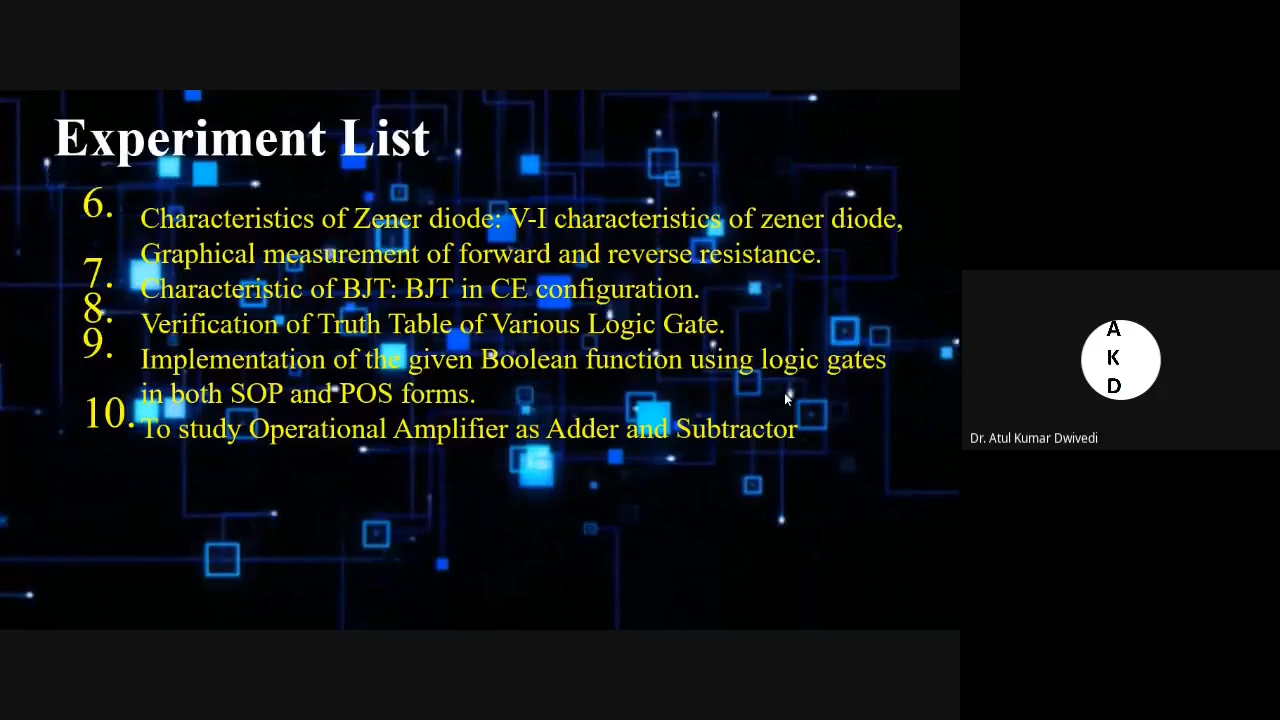 Experiment List
6. Characteristics of Zener diode: V-I characteristics of zener diode,
Graphical measurement of forward and reverse resistance.
7. Characteristic of BJT: BJT in CE configuration.
8. Verification of Truth Table of Various Logic Gate.
9. Implementation of the given Boolean function using logic gates
in both SOP and POS forms.
10. To study Operational Amplifier as Adder and Subtractor
A
K
D
Dr. Atul Kumar Dwivedi